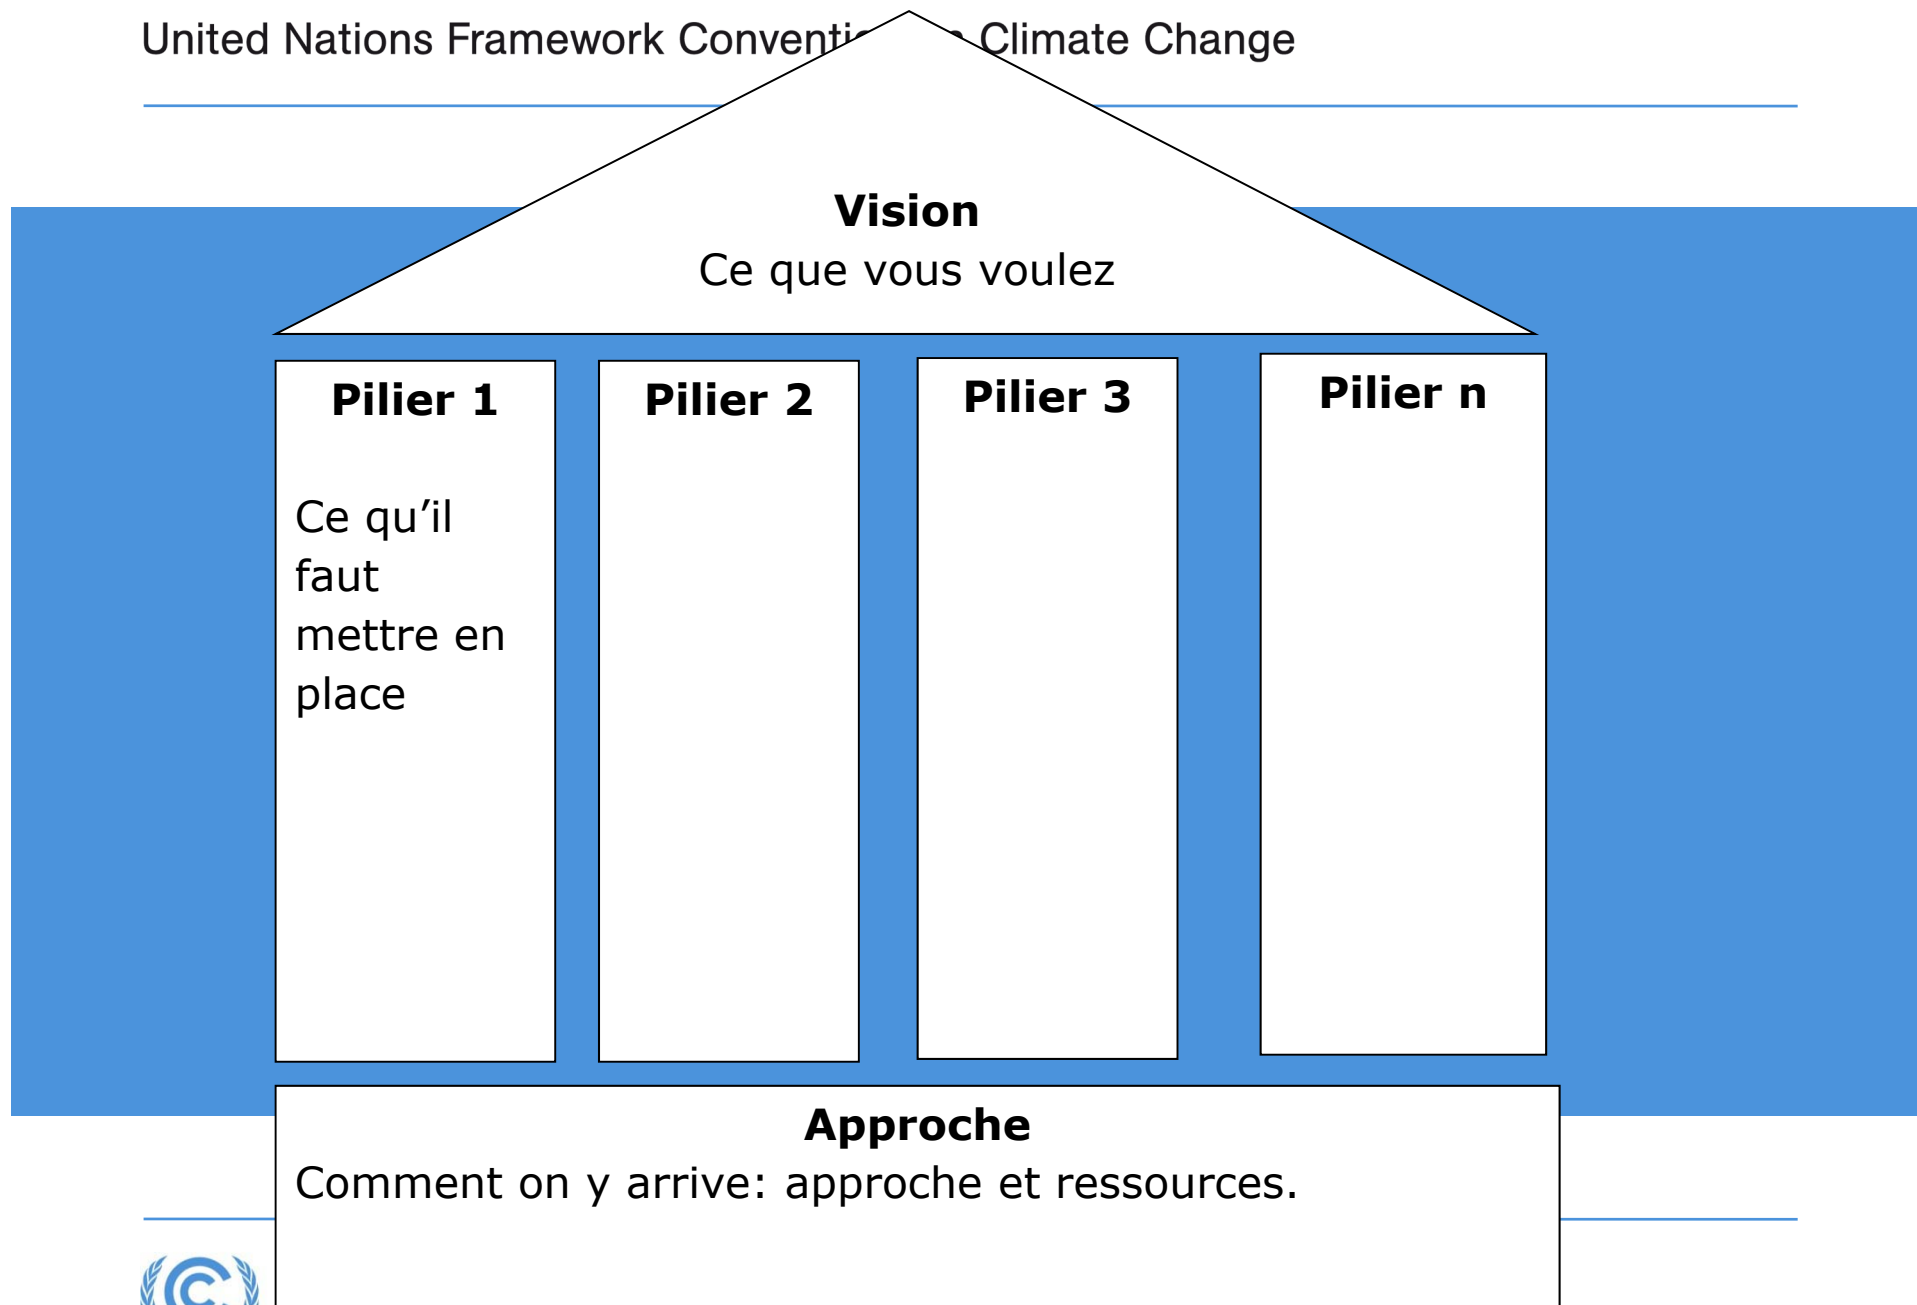 United Nations Framework Conventi Climate Change
Vision
Ce que vous voulez
Pilier 1
Ce qu’il
faut
mettre en
place
Pilier 2
Pilier 3
Pilier n
Approche
Comment on y arrive: approche et ressources.